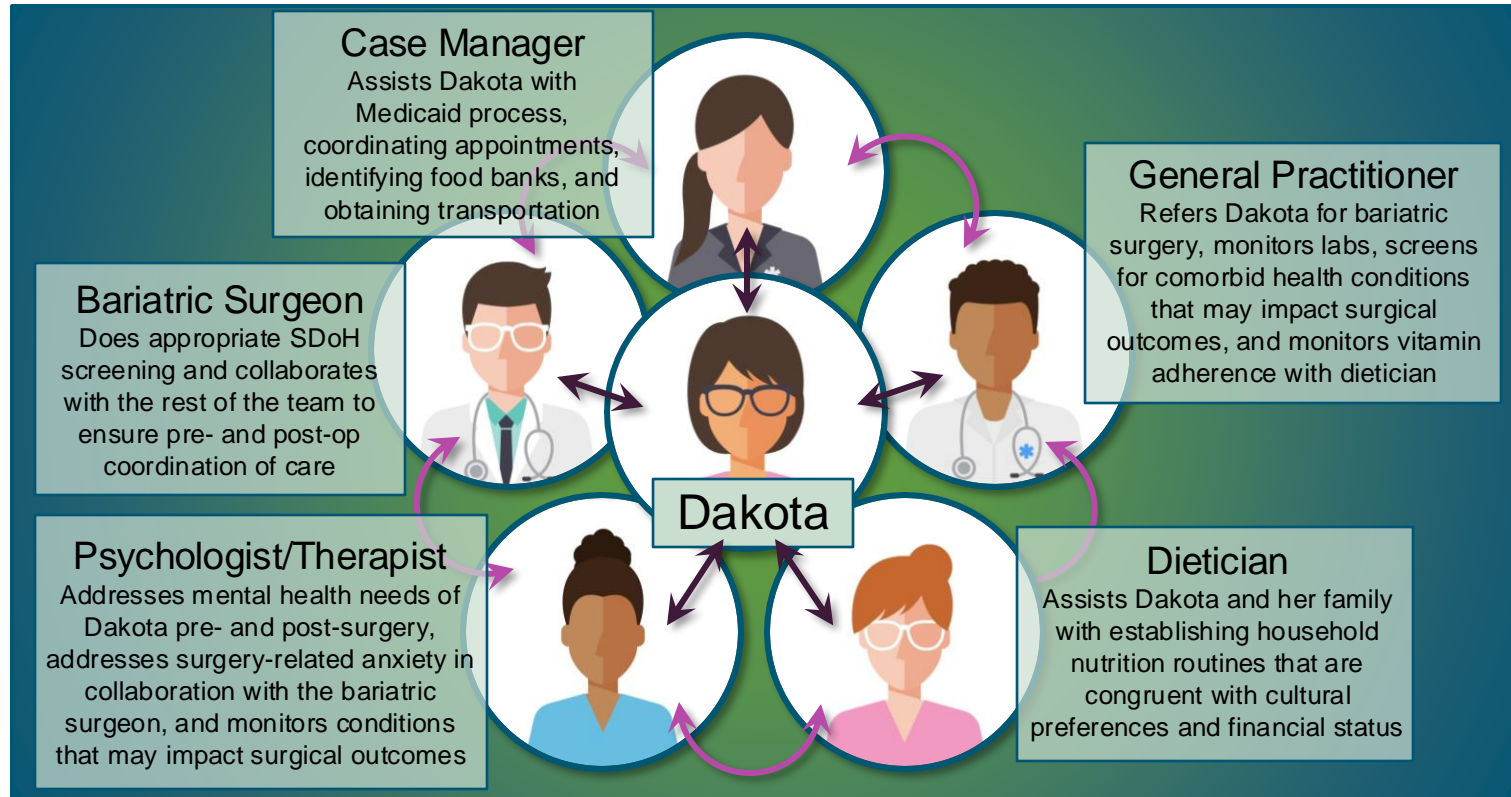 Case Manager
Assists Dakota with
Medicaid process,
coordinating appointments,
identifying food banks, and
obtaining transportation
General Practitioner
Refers Dakota for bariatric
surgery, monitors labs, screens
for comorbid health conditions
that may impact surgical
outcomes, and monitors vitamin
adherence with dietician
Bariatric Surgeon
Does appropriate SDoH
screening and collaborates
with the rest of the team to
ensure pre- and post-op
coordination of care
Dakota
Psychologist/Therapist
Addresses mental health needs of
Dakota pre- and post-surgery,
addresses surgery-related anxiety in
collaboration with the bariatric
surgeon, and monitors conditions
that may impact surgical outcomes
Dietician
Assists Dakota and her family
with establishing household
nutrition routines that are
congruent with cultural
preferences and financial status